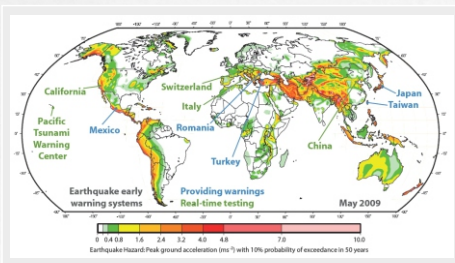 California
Switzerland
Italy
Romania
Mexico
Turkey
China
Japan
Taiwan
Pacific
Tsunami
Warning
Center
Earthquake early
warning systems
Providing warnings
Real-time testing
May 2009
0 0.4 0.8 1.6 2.4 3.2 4.0 4.8 7.0 10.0
Earthquake Hazard: Peak ground acceleration (ms⁻²) with 10% probability of exceedance in 50 years